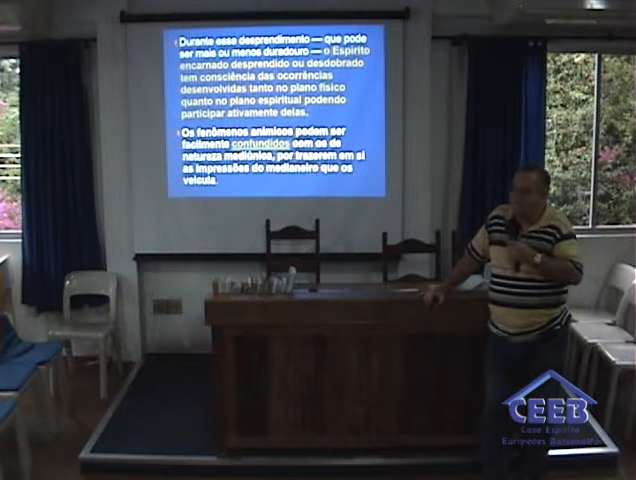 Durante esse desprendimento — que pode
ser mais ou menos duradouro — o Espírito
encarnado desprendido ou desdobrado
tem consciência das ocorrências
desenvolvidas tanto no plano físico
quanto no plano espiritual podendo
participar ativamente delas.
Os fenômenos anímicos podem ser
facilmente confundidos com os de
natureza mediúnica, por trazerem em si
as impressões do medianeiro que os
veicula.
CEEB
Casa Espírita
Eurípedes Barsanulfo